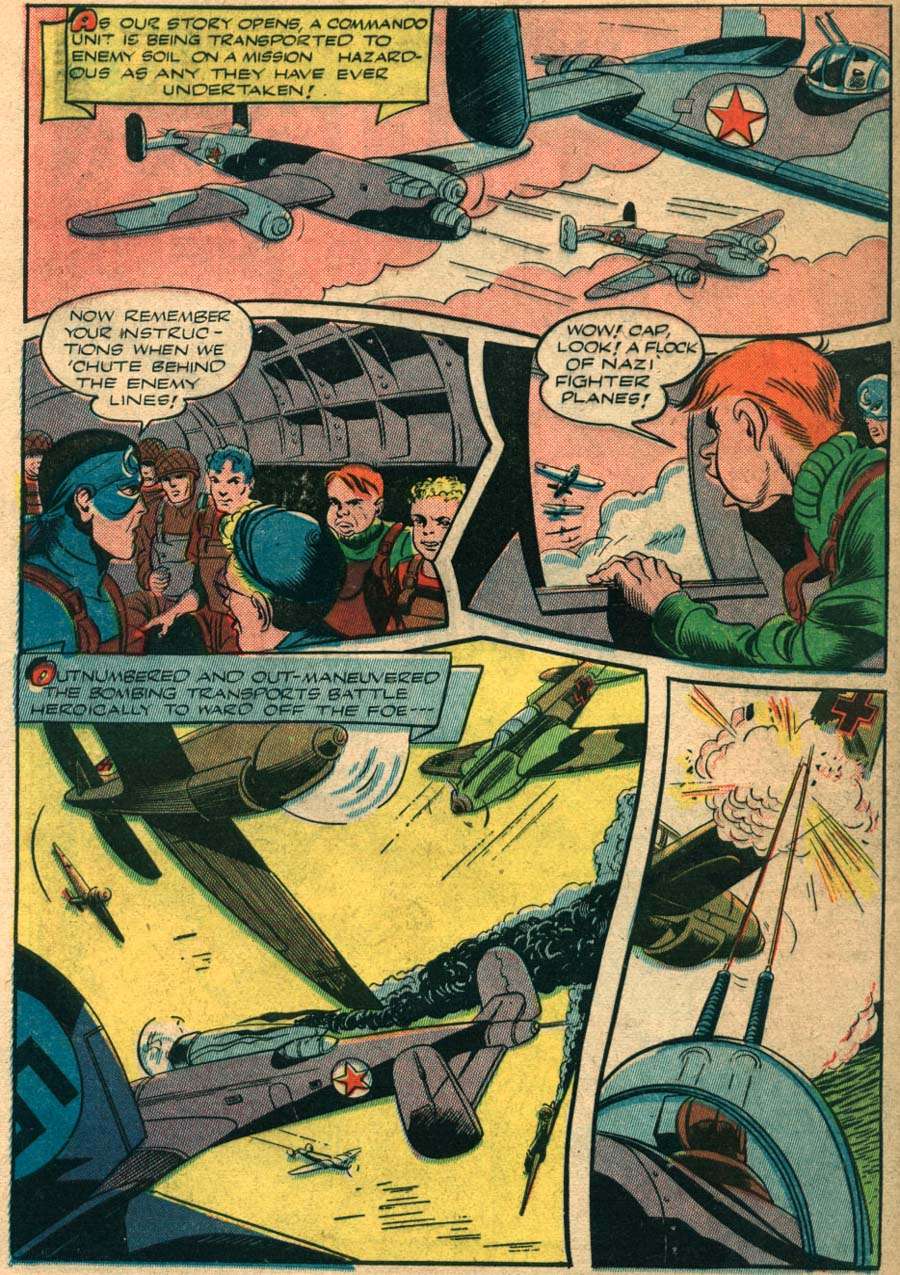 AS OUR STORY OPENS, A COMMANDO
UNIT IS BEING TRANSPORTED TO
ENEMY SOIL ON A MISSION HAZARD-
OUS AS ANY THEY HAVE EVER
UNDERTAKEN!
NOW REMEMBER
YOUR INSTRUC-
TIONS WHEN WE
'CHUTE BEHIND
THE ENEMY
LINES!
WOW! CAP,
LOOK! A FLOCK
OF NAZI
FIGHTER
PLANES!
OUTNUMBERED AND OUT-MANEUVERED
THE BOMBING TRANSPORTS BATTLE
HEROICALLY TO WARD OFF THE FOE---